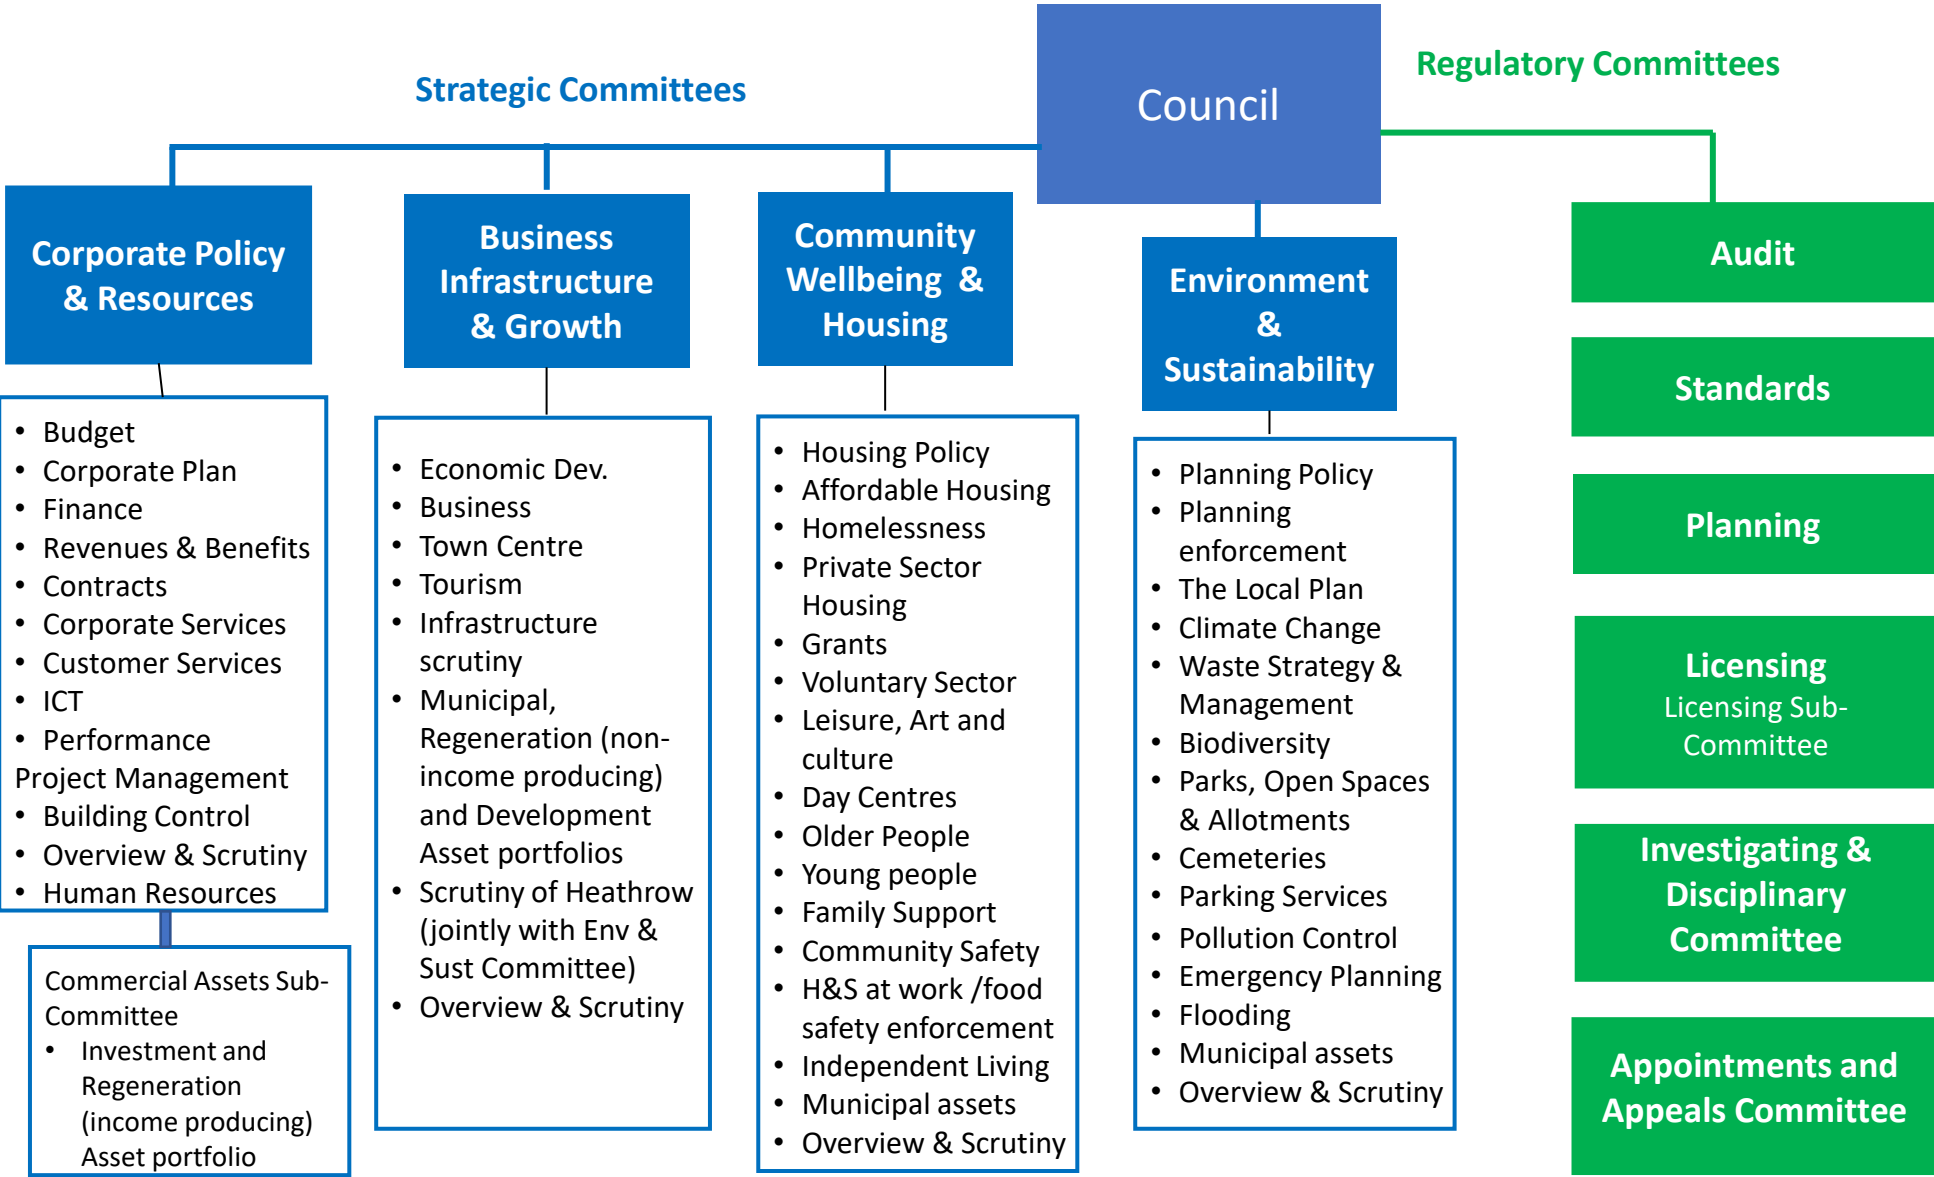 Strategic Committees
Council
Regulatory Committees
Corporate Policy
& Resources
• Budget
• Corporate Plan
• Finance
• Revenues & Benefits
• Contracts
• Corporate Services
• Customer Services
• ICT
• Performance
Project Management
• Building Control
• Overview & Scrutiny
• Human Resources
Commercial Assets Sub-
Committee
• Investment and
Regeneration
(income producing)
Asset portfolio
Business
Infrastructure
& Growth
• Economic Dev.
• Business
• Town Centre
• Tourism
• Infrastructure
scrutiny
• Municipal,
Regeneration (non-
income producing)
and Development
Asset portfolios
• Scrutiny of Heathrow
(jointly with Env &
Sust Committee)
• Overview & Scrutiny
Community
Wellbeing &
Housing
• Housing Policy
• Affordable Housing
• Homelessness
• Private Sector
Housing
• Grants
• Voluntary Sector
• Leisure, Art and
culture
• Day Centres
• Older People
• Young people
• Family Support
• Community Safety
• H&S at work /food
safety enforcement
• Independent Living
• Municipal assets
• Overview & Scrutiny
Environment
&
Sustainability
• Planning Policy
• Planning
enforcement
• The Local Plan
• Climate Change
• Waste Strategy &
Management
• Biodiversity
• Parks, Open Spaces
& Allotments
• Cemeteries
• Parking Services
• Pollution Control
• Emergency Planning
• Flooding
• Municipal assets
• Overview & Scrutiny
Audit
Standards
Planning
Licensing
Licensing Sub-
Committee
Investigating &
Disciplinary
Committee
Appointments and
Appeals Committee